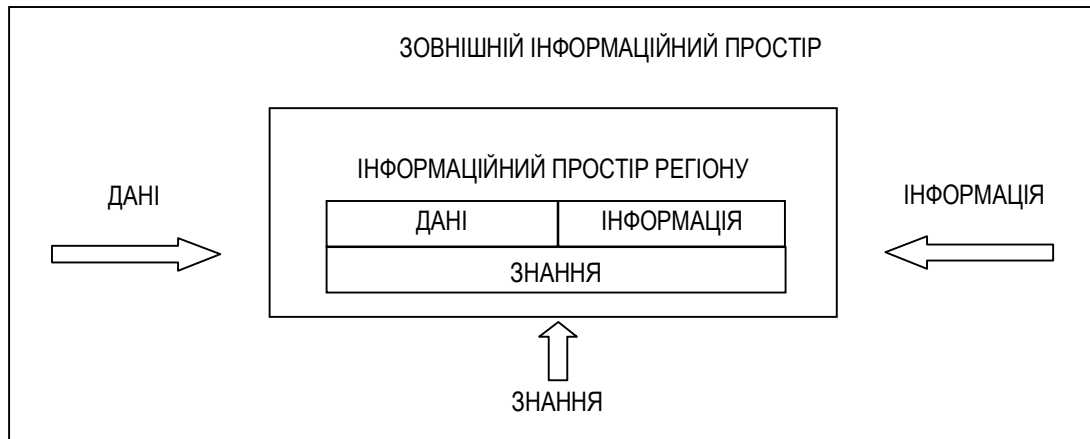 ЗОВНІШНІЙ ІНФОРМАЦІЙНИЙ ПРОСТІР
ІНФОРМАЦІЙНИЙ ПРОСТІР РЕГІОНУ
ДАНІ
ІНФОРМАЦІЯ
ДАНІ
ІНФОРМАЦІЯ
ЗНАННЯ
ЗНАННЯ